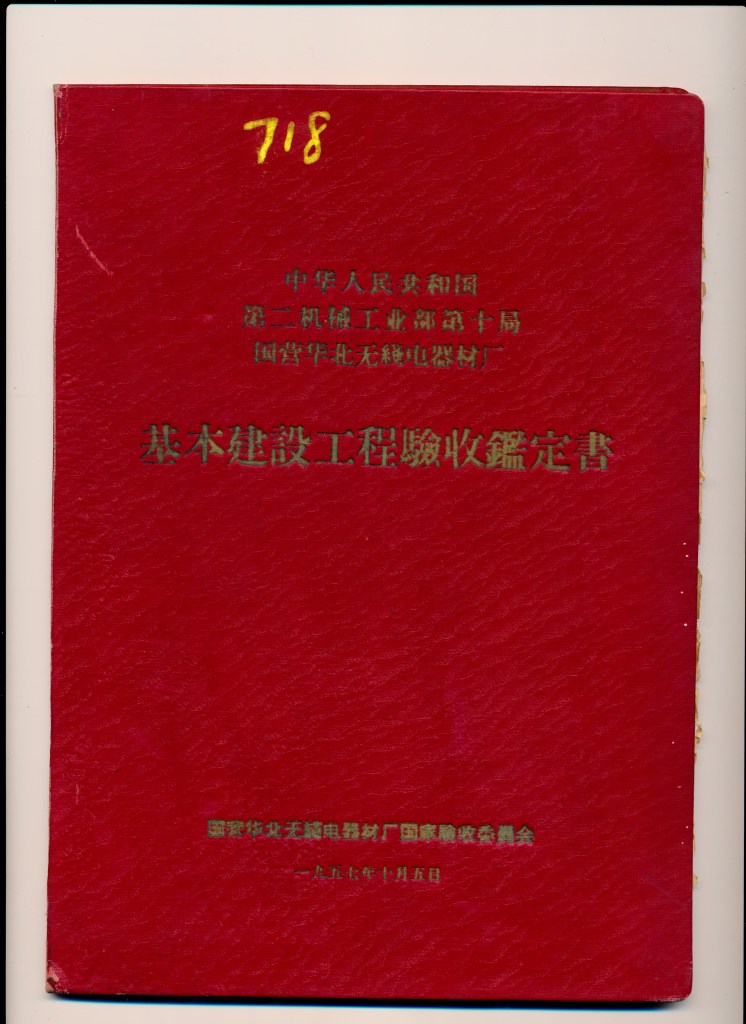 718
中华人民共和国
第二机械工业部第十局
国营华北无綫电器材厂
基本建設工程驗收鑑定書
国营华北无綫电器材厂国家驗收委員会
一九五七年十月五日